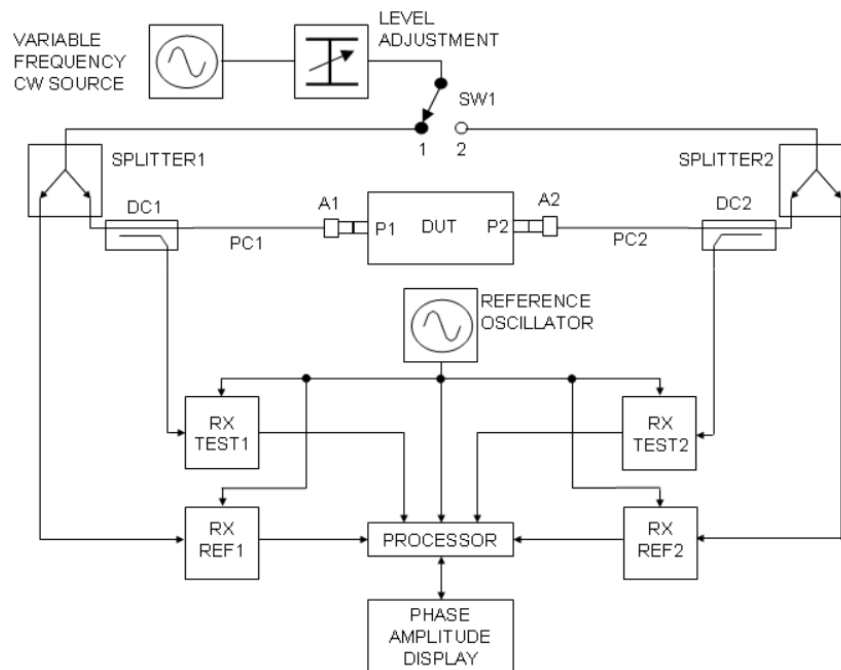 VARIABLE
FREQUENCY
CW SOURCE
LEVEL
ADJUSTMENT
SW1
1
2
SPLITTER1
SPLITTER2
DC1
PC1
A1
P1
DUT
P2
A2
PC2
DC2
REFERENCE
OSCILLATOR
RX
TEST1
RX
TEST2
RX
REF1
PROCESSOR
RX
REF2
PHASE
AMPLITUDE
DISPLAY